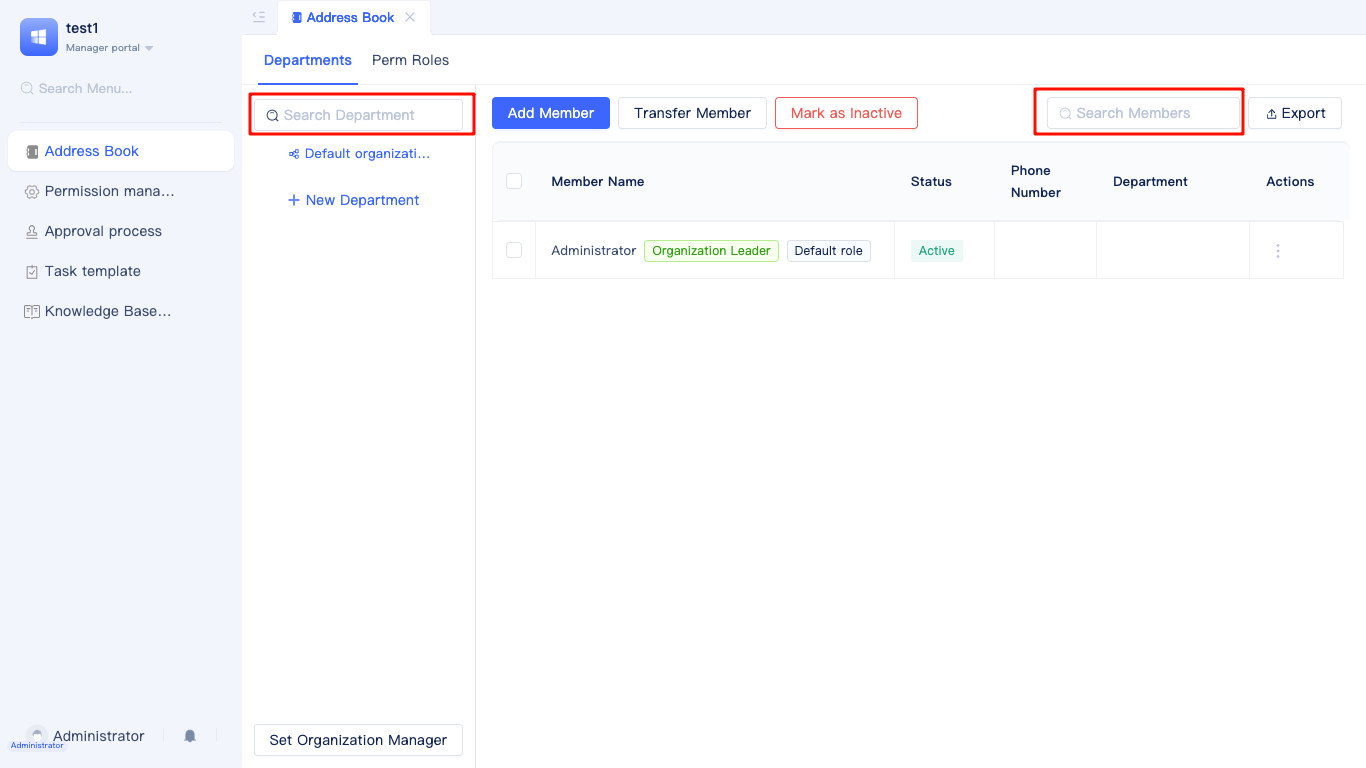 test1
Manager portal
Search Menu...
Address Book
Permission mana...
Approval process
Task template
Knowledge Base...
Administrator
Administrator
Address Book
Departments
Perm Roles
Search Department
Default organizati...
+ New Department
Set Organization Manager
Add Member
Transfer Member
Mark as Inactive
Search Members
Export
Member Name
Status
Phone
Number
Department
Actions
Administrator
Organization Leader
Default role
Active